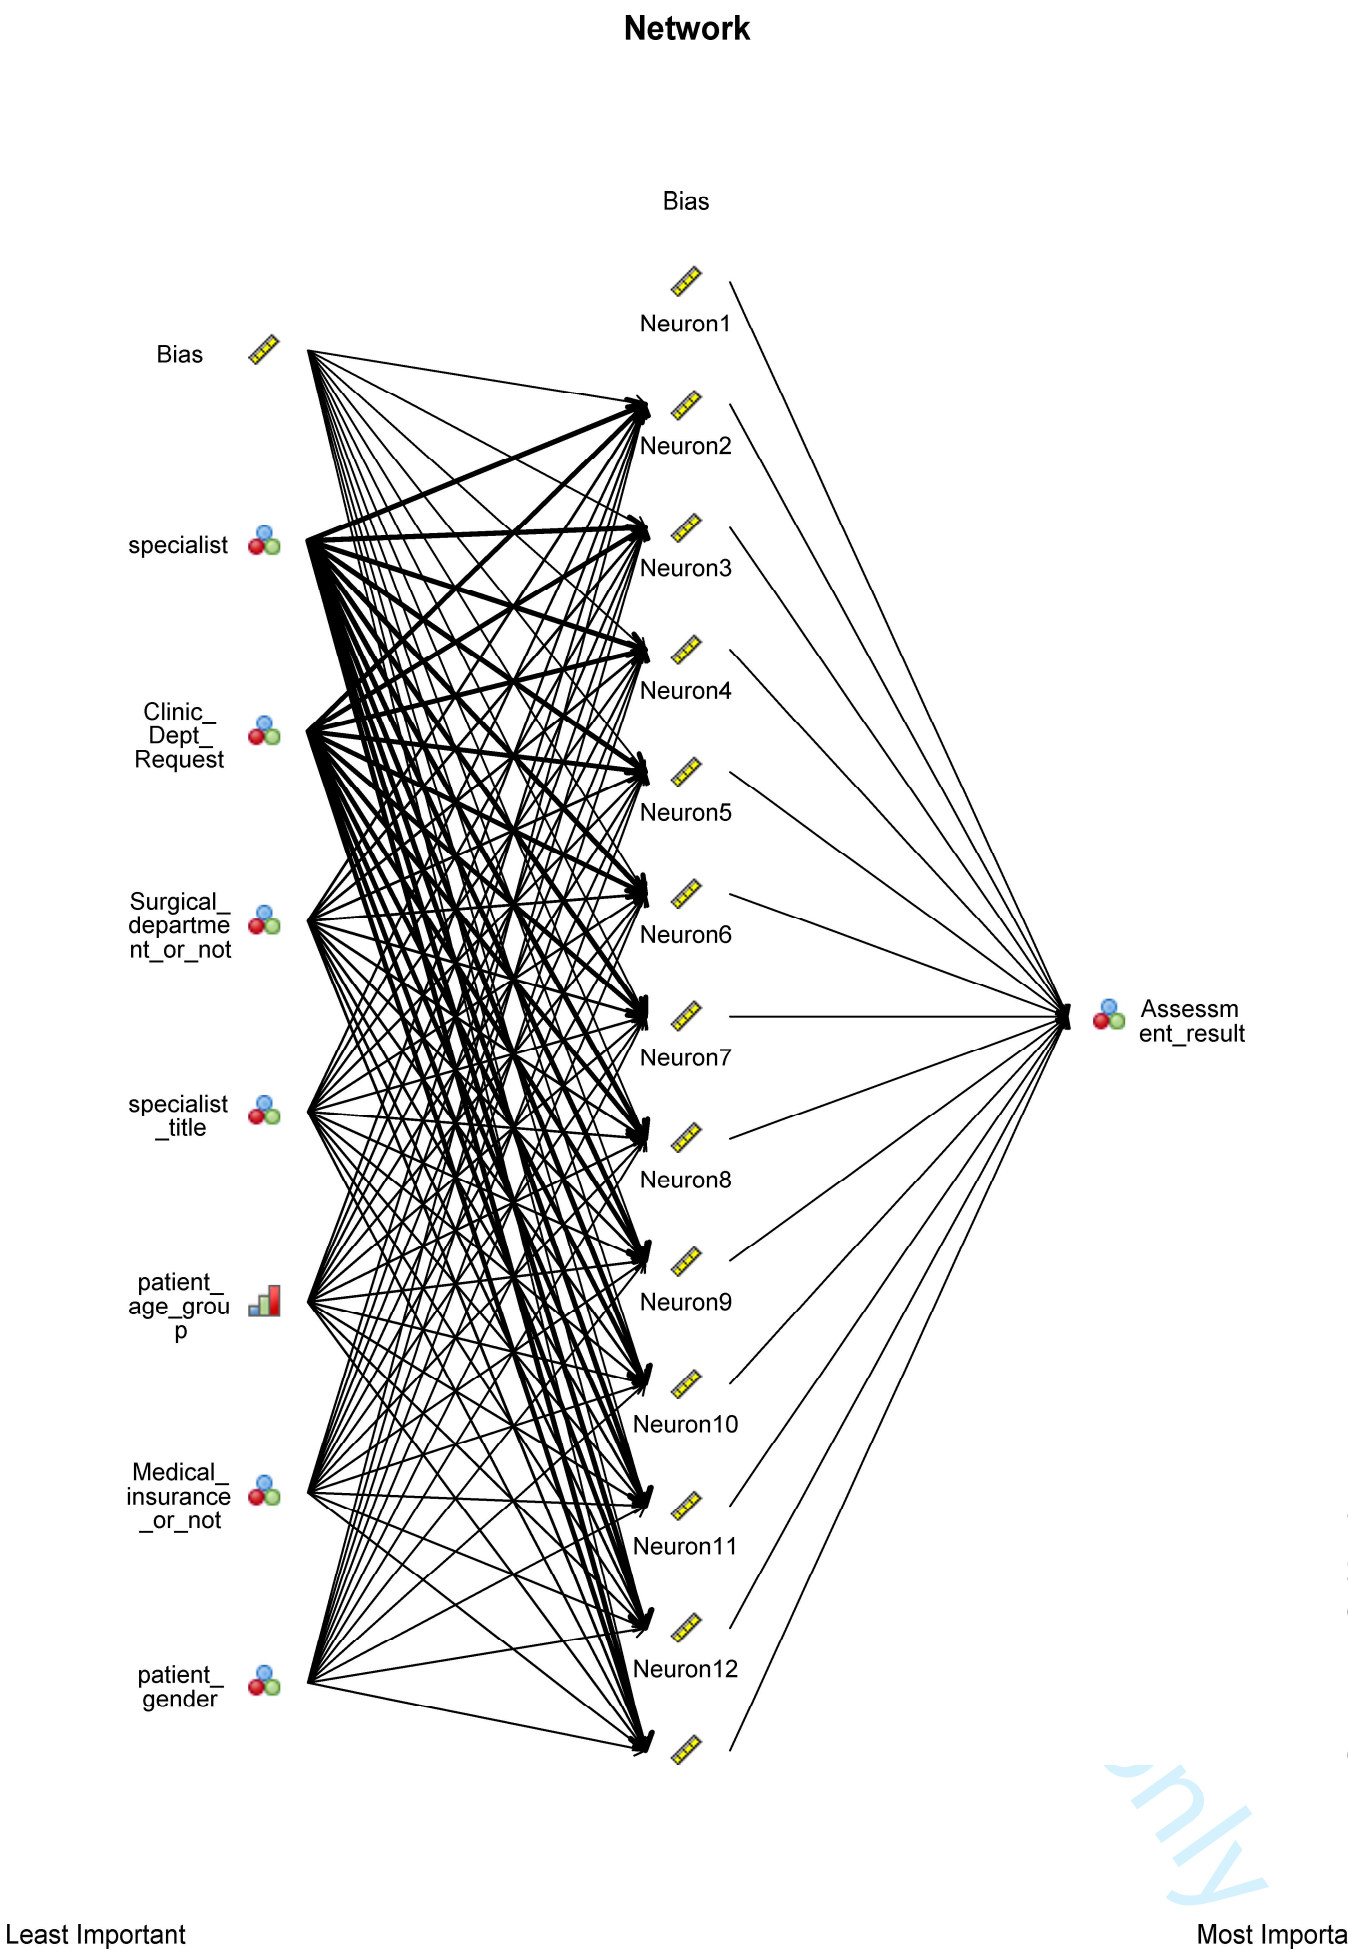 Network
Bias
Neuron1
Bias
Neuron2
specialist
Neuron3
Neuron4
Clinic_
Dept_
Request
Neuron5
Surgical_
departme
nt_or_not
Neuron6
Assessm
ent_result
Neuron7
specialist
_title
Neuron8
patient_
age_grou
p
Neuron9
Neuron10
Medical_
insurance
_or_not
Neuron11
patient_
gender
Neuron12
only
Least Important
Most Importa